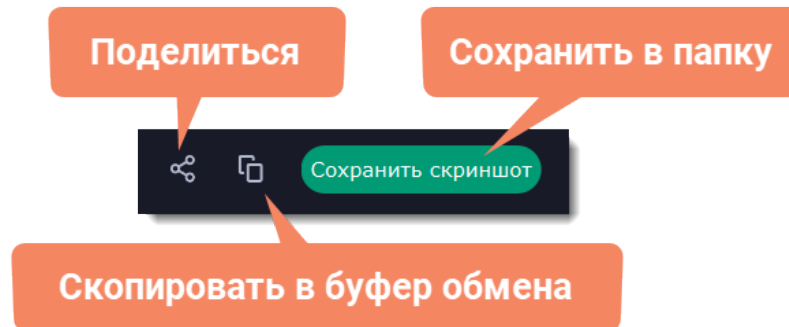 Поделиться
Сохранить в папку
Сохранить скриншот
Скопировать в буфер обмена